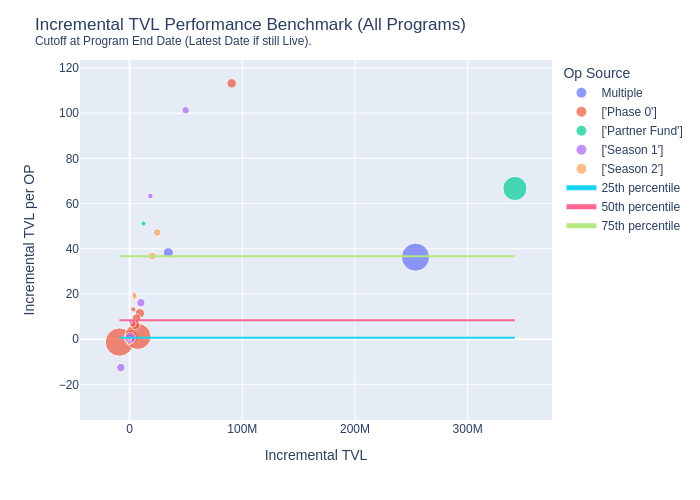 Incremental TVL Performance Benchmark (All Programs)
Cutoff at Program End Date (Latest Date if still Live).
Incremental TVL per OP
120
100
80
60
40
20
0
−20
0
100M
200M
300M
Incremental TVL
Op Source
Multiple
['Phase 0']
['Partner Fund']
['Season 1']
['Season 2']
25th percentile
50th percentile
75th percentile